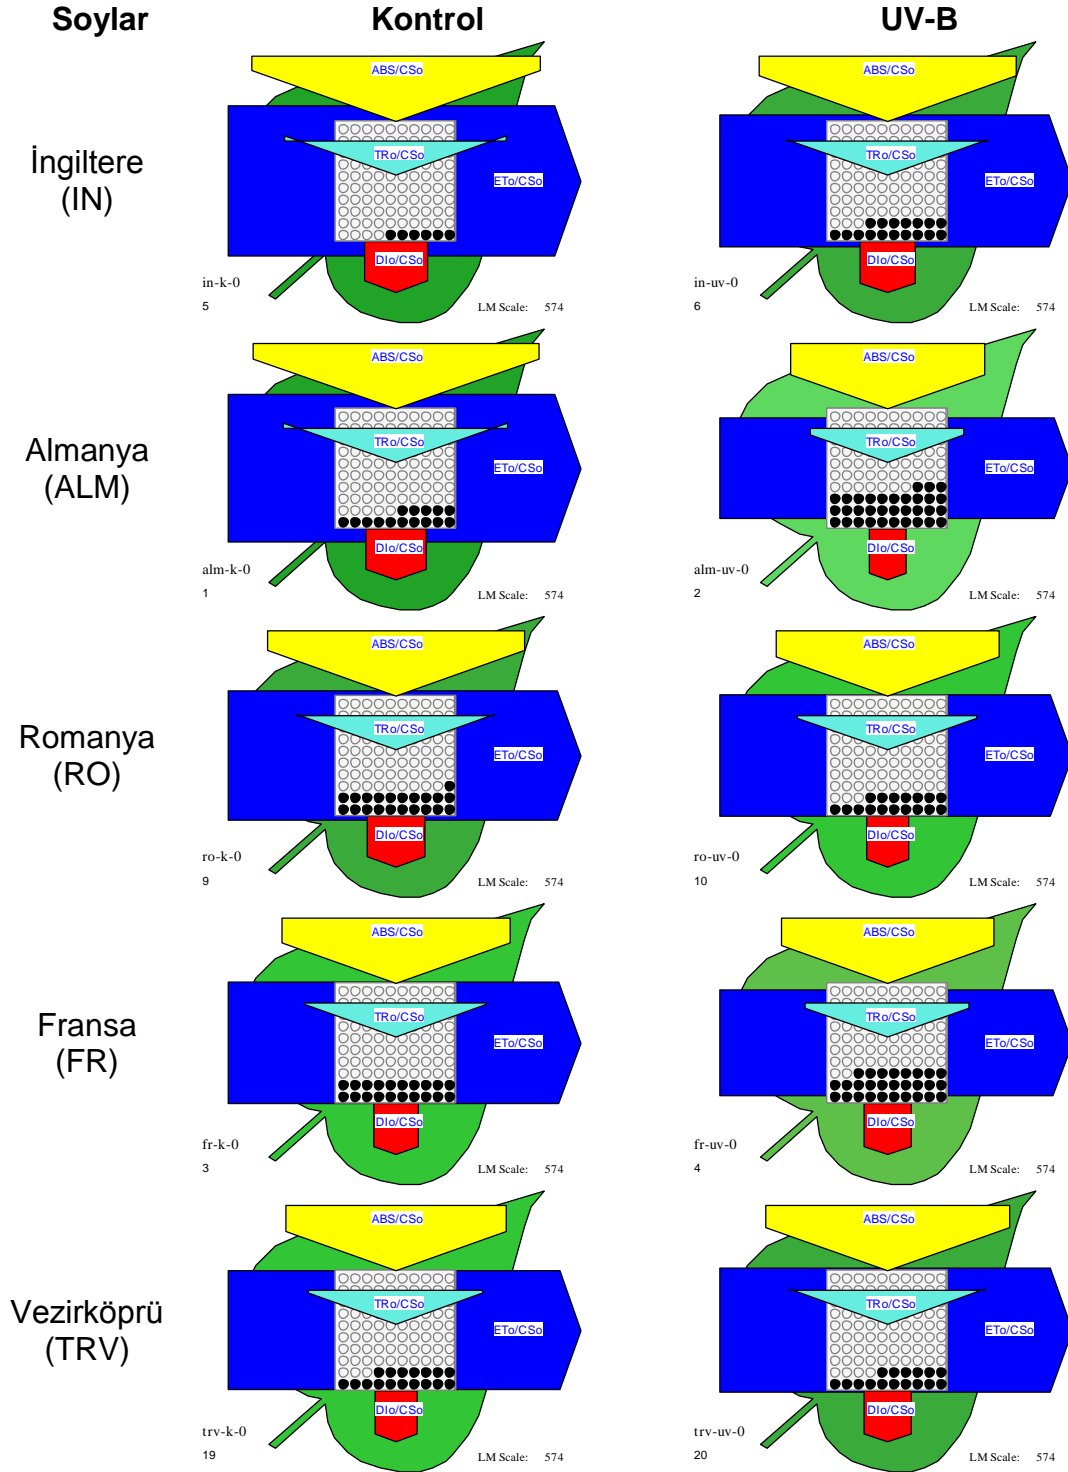 Soylar Kontrol UV-B
ABS/CSo ABS/CSo
İngiltere
(IN)
TRo/CSo TRo/CSo
ETo/CSo ETo/CSo
DIo/CSo DIo/CSo
in-k-0 in-uv-0
5 LM Scale: 574 6 LM Scale: 574
ABS/CSo ABS/CSo
Almanya
(ALM)
TRo/CSo TRo/CSo
ETo/CSo ETo/CSo
DIo/CSo DIo/CSo
alm-k-0 alm-uv-0
1 LM Scale: 574 2 LM Scale: 574
ABS/CSo ABS/CSo
Romanya
(RO)
TRo/CSo TRo/CSo
ETo/CSo ETo/CSo
DIo/CSo DIo/CSo
ro-k-0 ro-uv-0
9 LM Scale: 574 10 LM Scale: 574
ABS/CSo ABS/CSo
Fransa
(FR)
TRo/CSo TRo/CSo
ETo/CSo ETo/CSo
DIo/CSo DIo/CSo
fr-k-0 fr-uv-0
3 LM Scale: 574 4 LM Scale: 574
ABS/CSo ABS/CSo
Vezirköprü
(TRV)
TRo/CSo TRo/CSo
ETo/CSo ETo/CSo
DIo/CSo DIo/CSo
trv-k-0 trv-uv-0
19 LM Scale: 574 20 LM Scale: 574